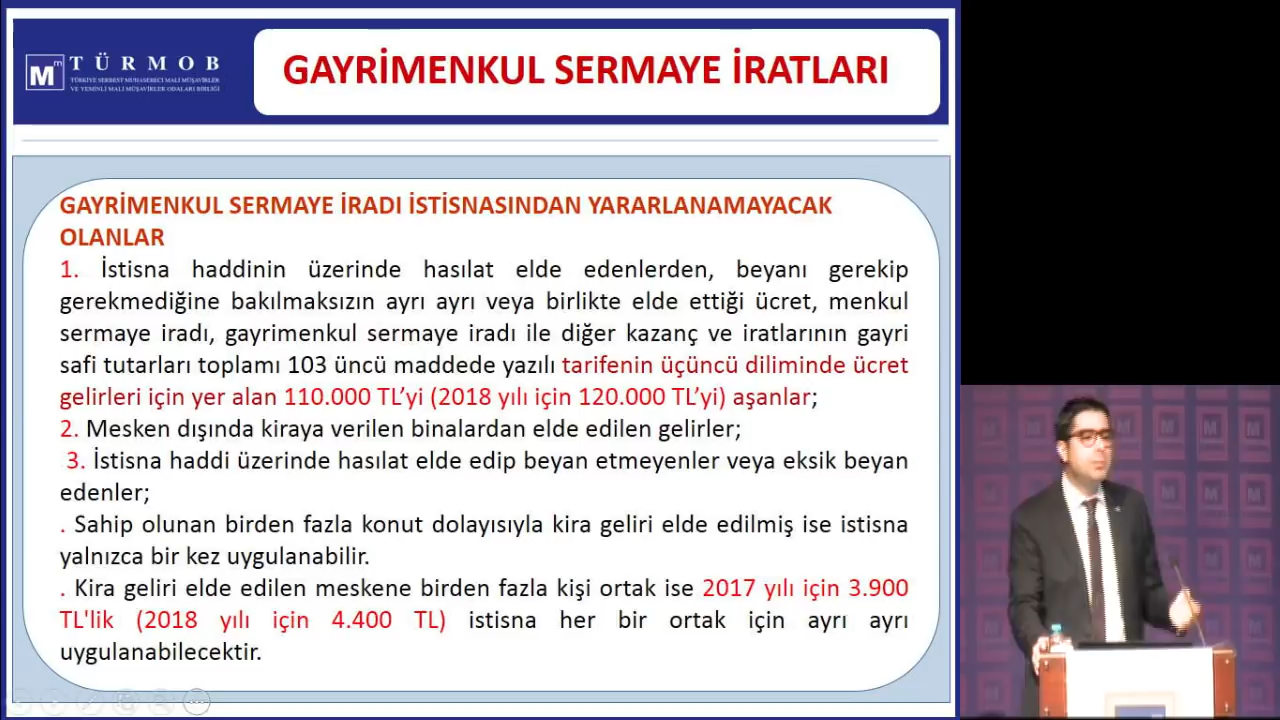 TÜRMOB
TÜRKİYE SERBEST MUHASEBECİ MALİ MÜŞAVİRLER
VE YEMİNLİ MALİ MÜŞAVİRLER ODALARI BİRLİĞİ
GAYRİMENKUL SERMAYE İRATLARI
GAYRİMENKUL SERMAYE İRADI İSTİSNASINDAN YARARLANAMAYACAK
OLANLAR
1. İstisna haddinin üzerinde hasılat elde edenlerden, beyanı gerekip
gerekmediğine bakılmaksızın ayrı ayrı veya birlikte elde ettiği ücret, menkul
sermaye iradı, gayrimenkul sermaye iradı ile diğer kazanç ve iratlarının gayri
safi tutarları toplamı 103 üncü maddede yazılı tarifenin üçüncü diliminde ücret
gelirleri için yer alan 110.000 TL’yi (2018 yılı için 120.000 TL’yi) aşanlar;
2. Mesken dışında kiraya verilen binalardan elde edilen gelirler;
3. İstisna haddi üzerinde hasılat elde edip beyan etmeyenler veya eksik beyan
edenler;
. Sahip olunan birden fazla konut dolayısıyla kira geliri elde edilmiş ise istisna
yalnızca bir kez uygulanabilir.
. Kira geliri elde edilen meskene birden fazla kişi ortak ise 2017 yılı için 3.900
TL'lik (2018 yılı için 4.400 TL) istisna her bir ortak için ayrı ayrı
uygulanabilecektir.